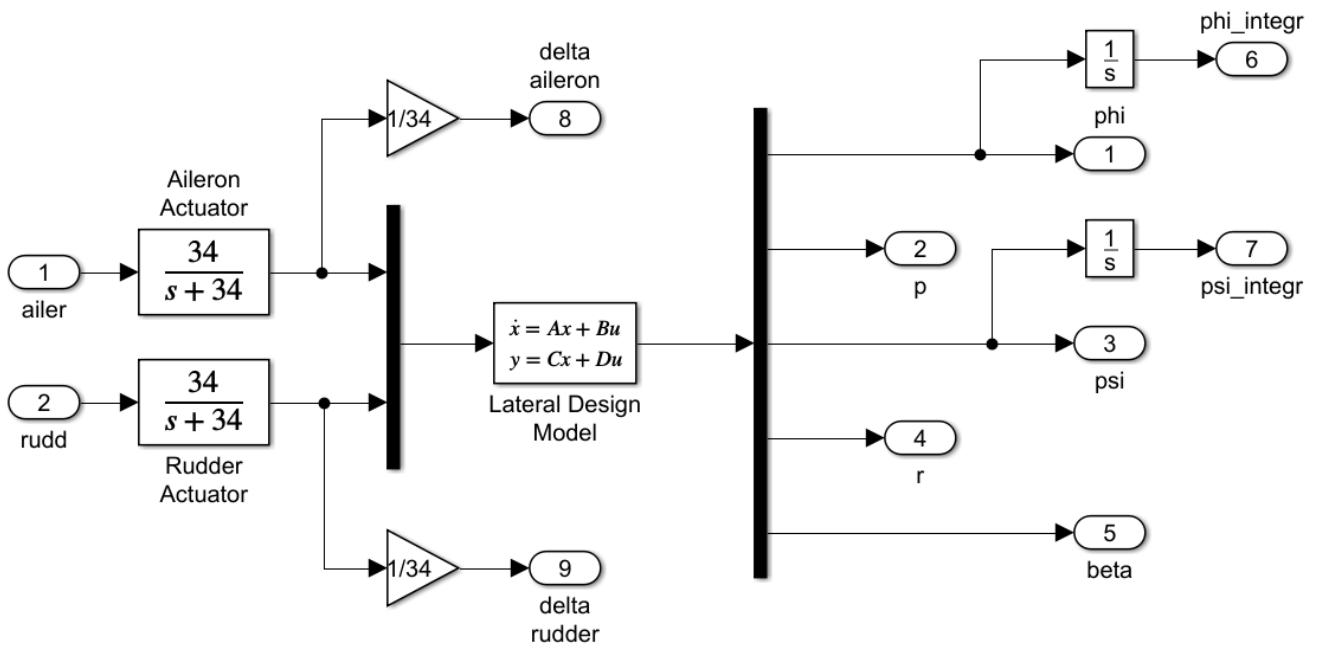 phi_integr
6
1
s
phi
1
delta
aileron
8
1/34
Aileron
Actuator
34
s + 34
1
ailer
2
p
1
s
7
psi_integr
ẋ = Ax + Bu
y = Cx + Du
Lateral Design
Model
3
psi
34
s + 34
2
rudd
Rudder
Actuator
4
r
5
beta
1/34
9
delta
rudder